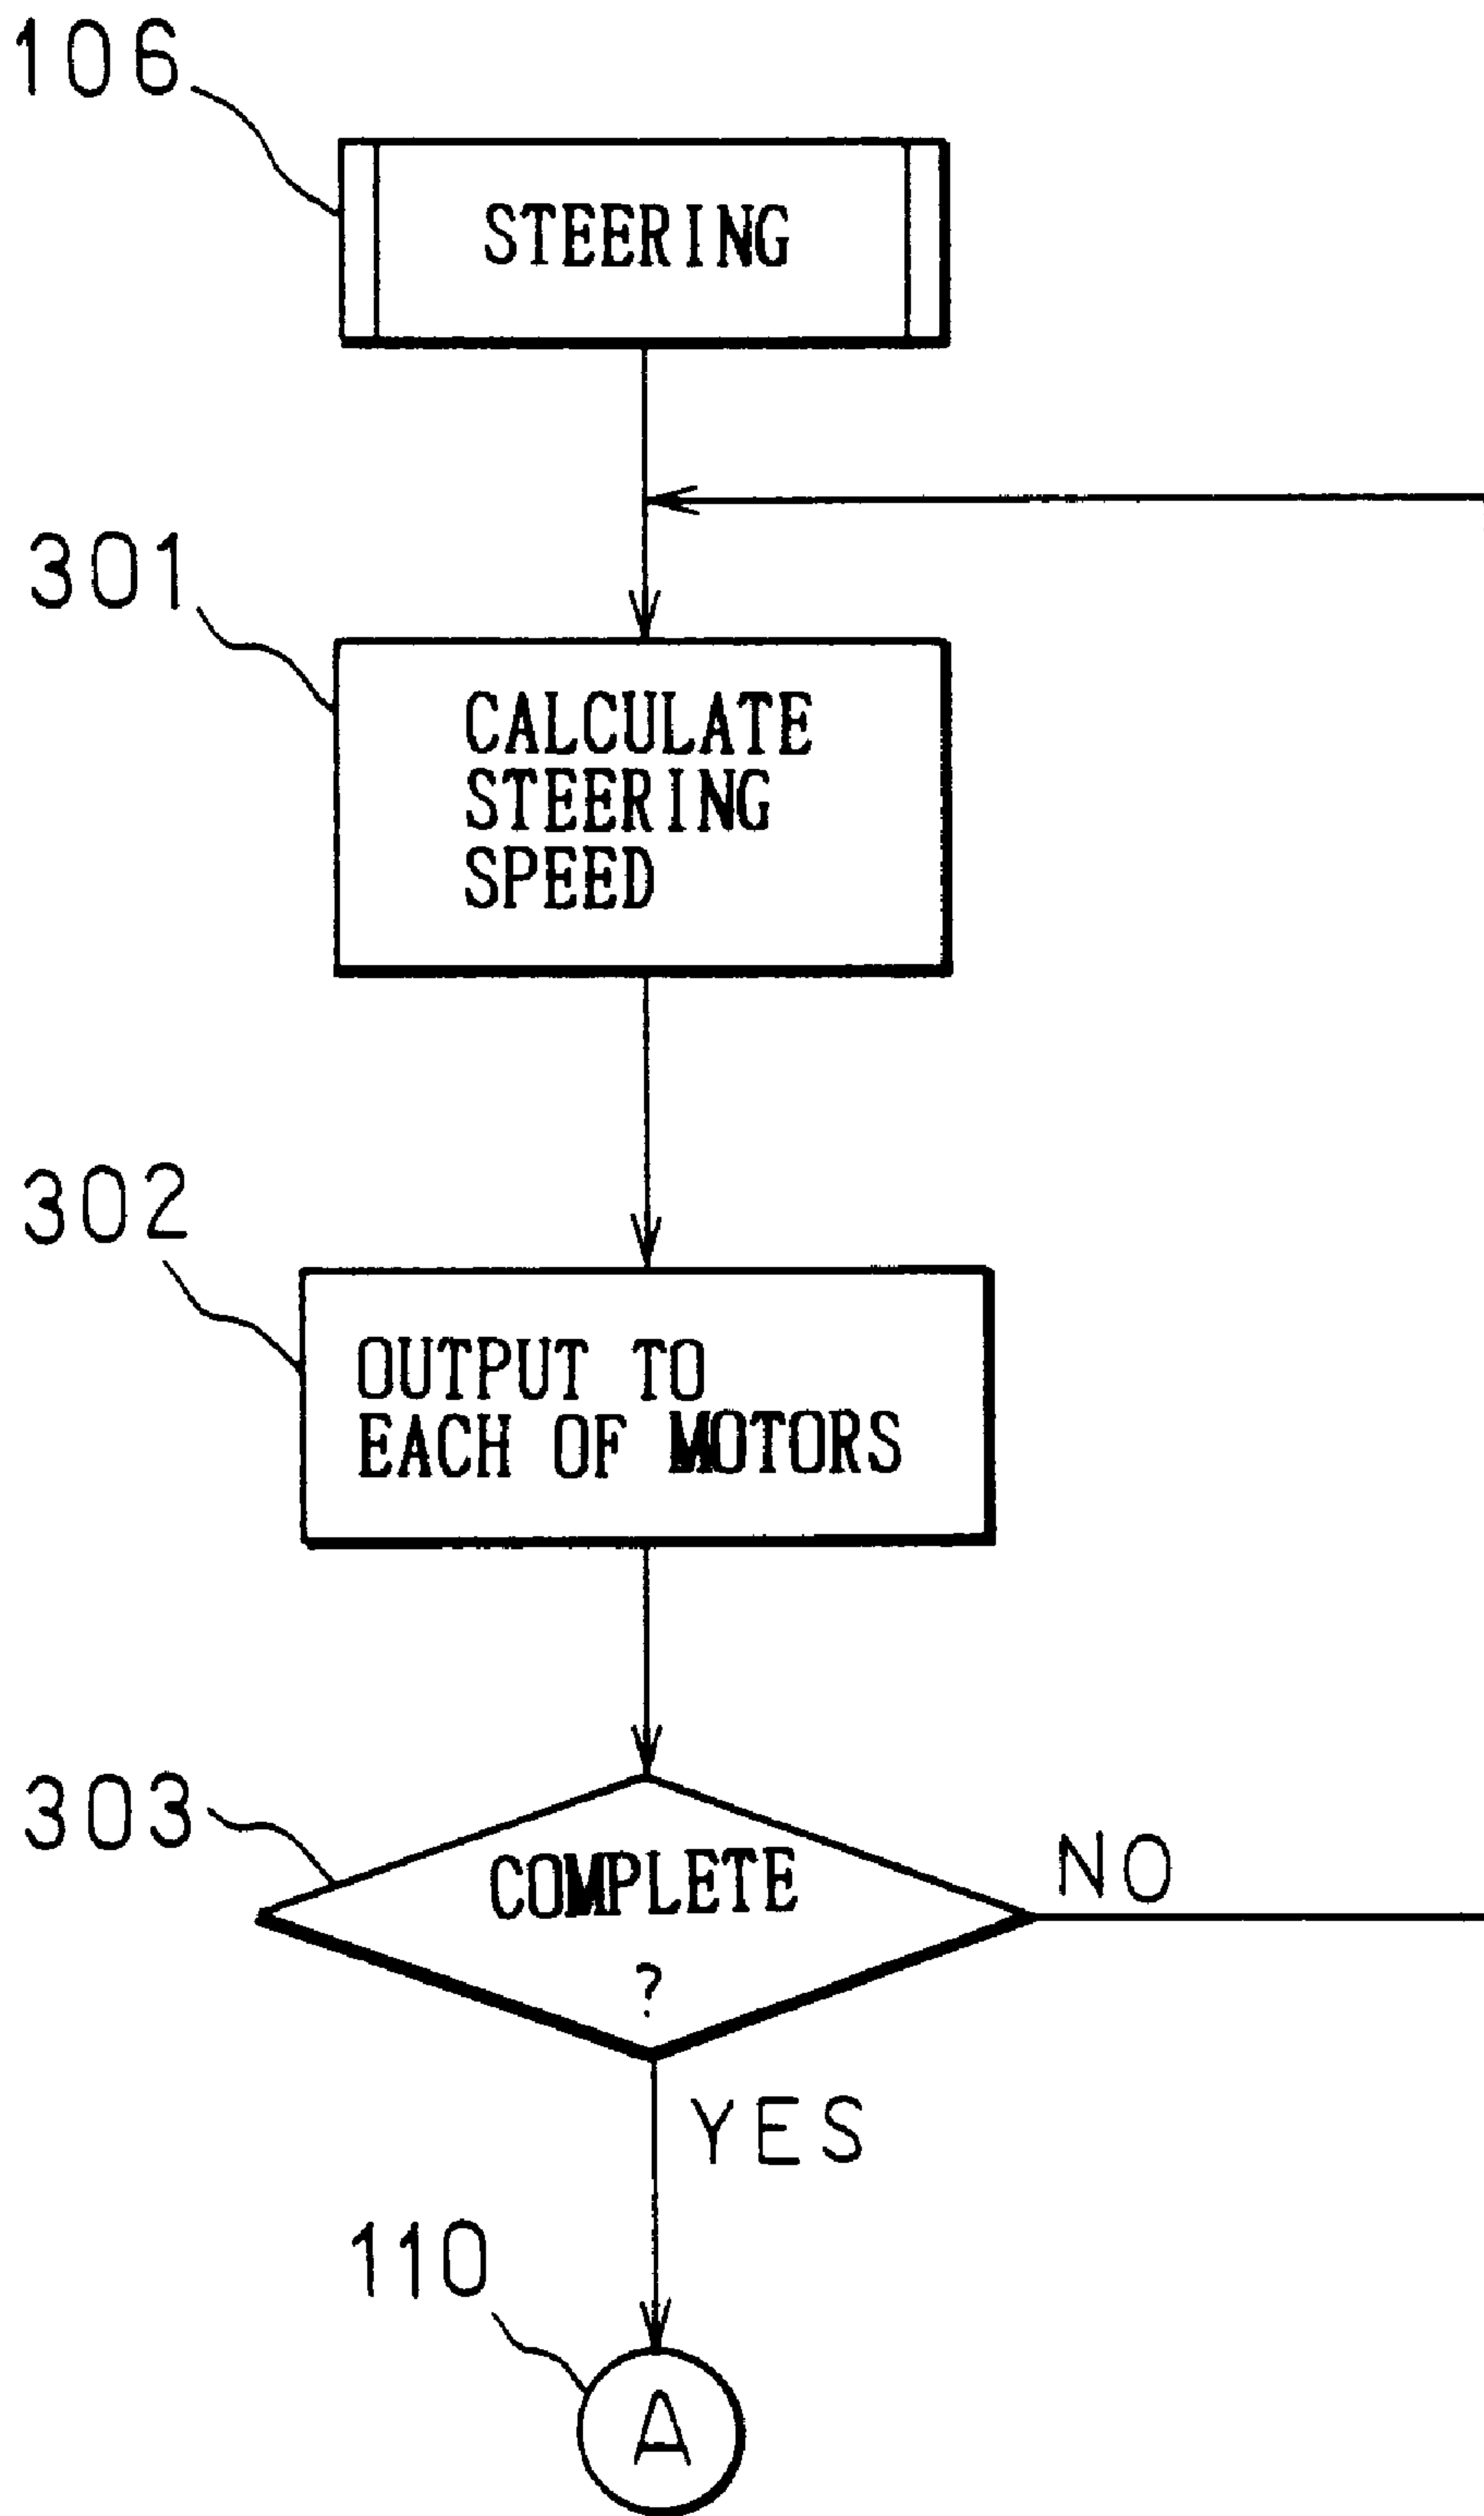 106
STEERING
301
CALCULATE
STEERING
SPEED
302
OUTPUT TO
EACH OF MOTORS
303
COMPLETE
?
NO
YES
110
A